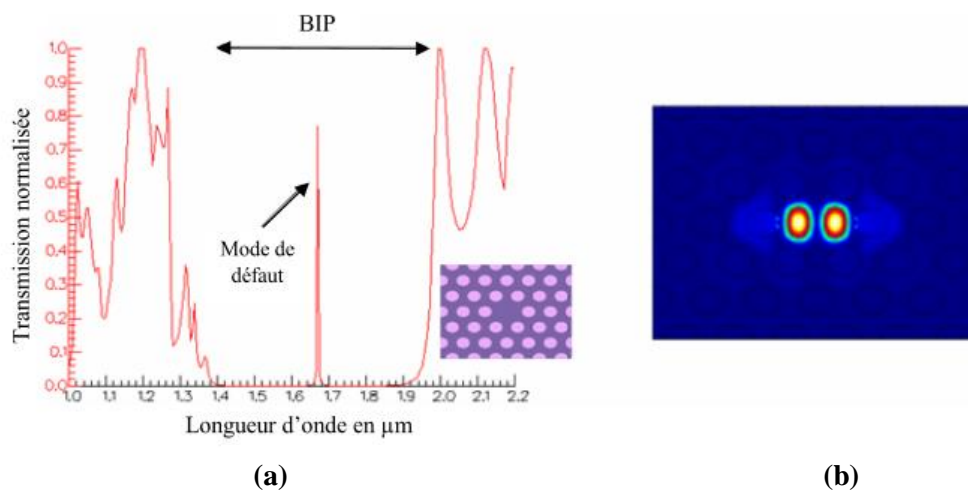 BIP
1.0
0.9
0.8
0.7
0.6
0.5
0.4
0.3
0.2
0.1
0.0
Transmission normalisée
Mode de
défaut
1.0 1.1 1.2 1.3 1.4 1.5 1.6 1.7 1.8 1.9 2.0 2.1 2.2
Longueur d’onde en µm
(a) (b)